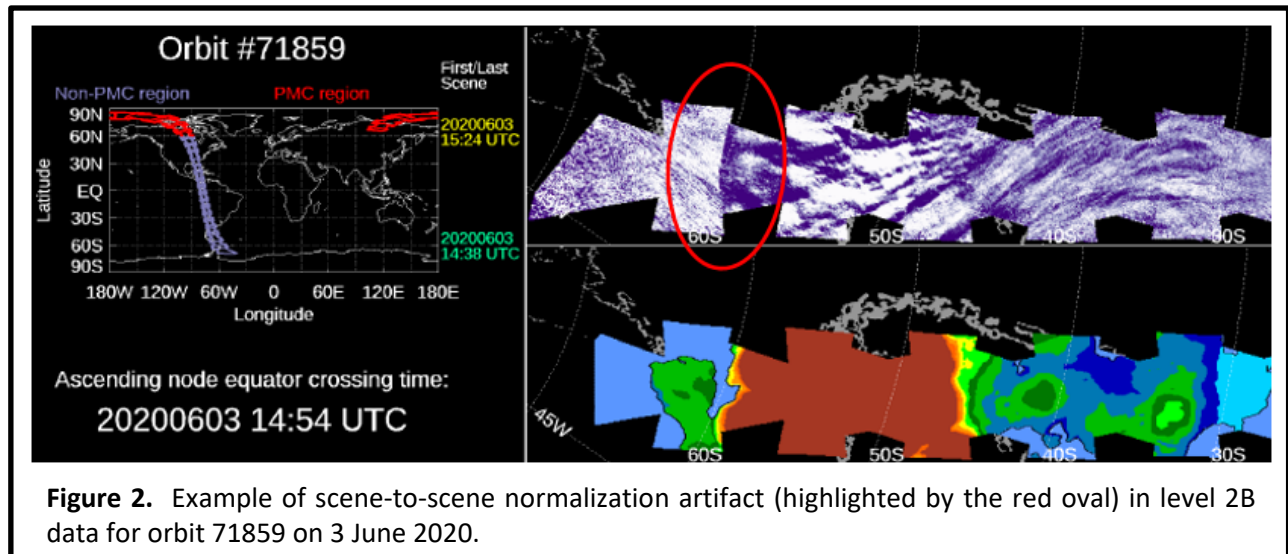 Orbit #71859
First/Last
Scene
Non-PMC region
PMC region
90N
60N
30N
EQ
30S
60S
90S
Latitude
20200603
15:24 UTC
20200603
14:38 UTC
180W 120W 60W 0 60E 120E 180E
Longitude
Ascending node equator crossing time:
20200603 14:54 UTC
60S 50S 40S 30S
45W
60S 50S 40S 30S
Figure 2. Example of scene-to-scene normalization artifact (highlighted by the red oval) in level 2B
data for orbit 71859 on 3 June 2020.